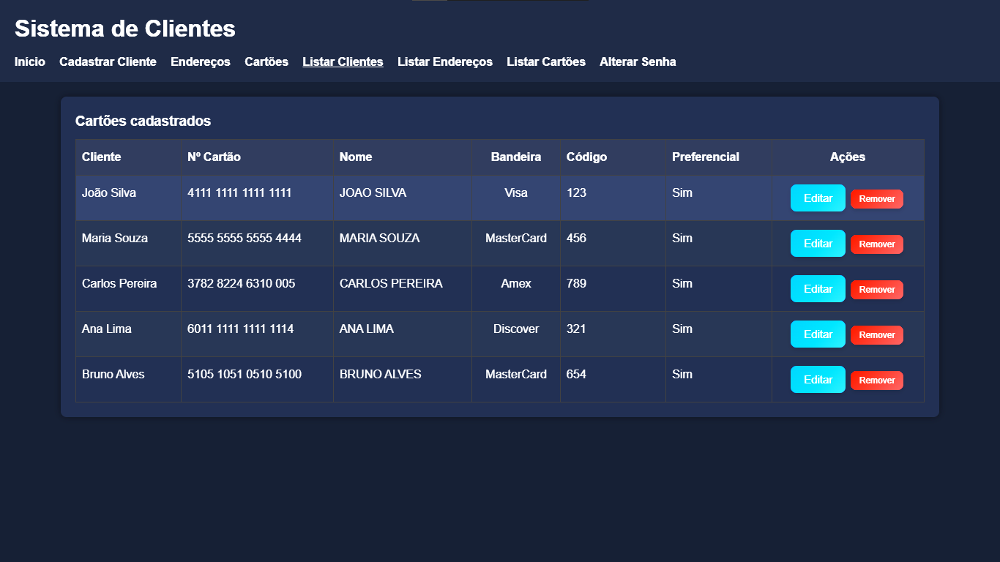 Sistema de Clientes
Início Cadastrar Cliente Endereços Cartões Listar Clientes Listar Endereços Listar Cartões Alterar Senha
Cartões cadastrados
Cliente Nº Cartão Nome Bandeira Código Preferencial Ações
João Silva 4111 1111 1111 1111 JOAO SILVA Visa 123 Sim Editar Remover
Maria Souza 5555 5555 5555 4444 MARIA SOUZA MasterCard 456 Sim Editar Remover
Carlos Pereira 3782 8224 6310 005 CARLOS PEREIRA Amex 789 Sim Editar Remover
Ana Lima 6011 1111 1111 1114 ANA LIMA Discover 321 Sim Editar Remover
Bruno Alves 5105 1051 0510 5100 BRUNO ALVES MasterCard 654 Sim Editar Remover